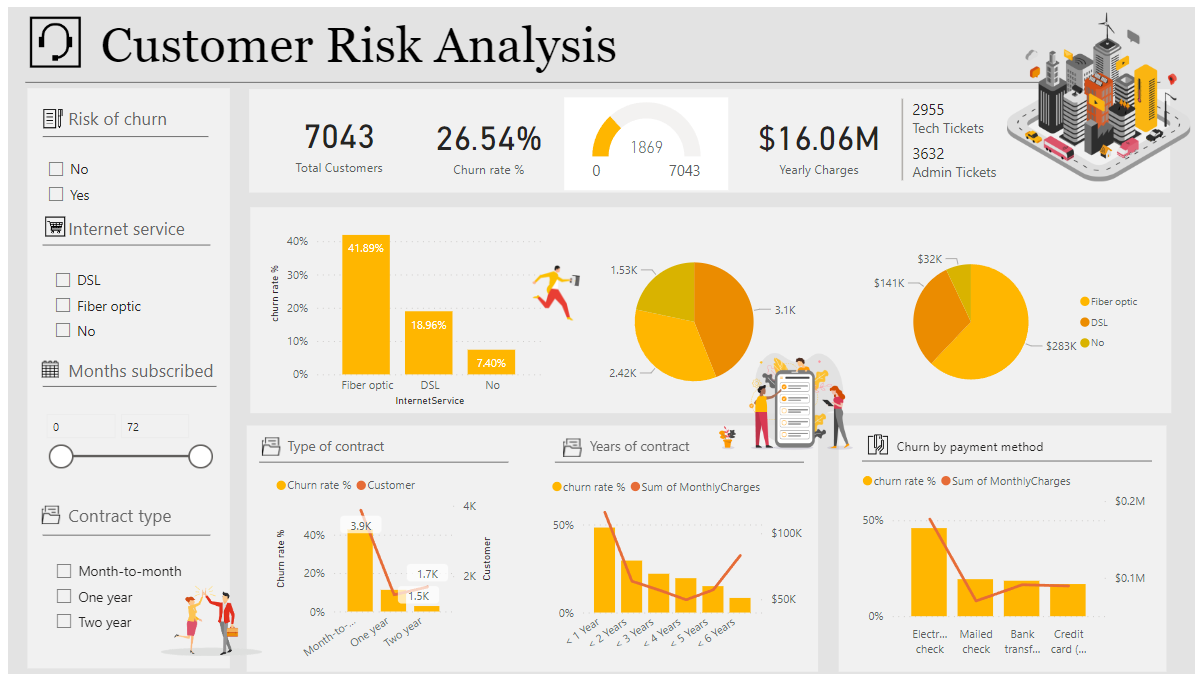 Customer Risk Analysis
Risk of churn
No
Yes
Internet service
DSL
Fiber optic
No
Months subscribed
0
72
Contract type
Month-to-month
One year
Two year
7043
Total Customers
26.54%
Churn rate %
1869
0
7043
$16.06M
Yearly Charges
2955
Tech Tickets
3632
Admin Tickets
churn rate %
40%
30%
20%
10%
0%
41.89%
18.96%
7.40%
Fiber optic
DSL
No
InternetService
1.53K
3.1K
2.42K
$32K
$141K
$283K
Fiber optic
DSL
No
Type of contract
Churn rate %
Customer
Churn rate %
40%
20%
0%
3.9K
1.7K
1.5K
4K
2K
Customer
Month-to-...
One year
Two year
Years of contract
churn rate %
Sum of MonthlyCharges
50%
0%
$100K
$50K
< 1 Year
< 2 Years
< 3 Years
< 4 Years
< 5 Years
< 6 Years
Churn by payment method
churn rate %
Sum of MonthlyCharges
50%
0%
$0.2M
$0.1M
Electr...
check
Mailed
check
Bank
transf...
Credit
card (...